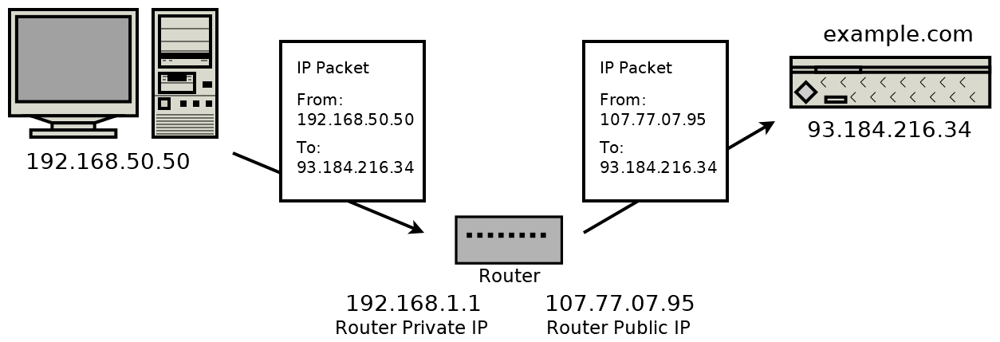 192.168.50.50
IP Packet
From:
192.168.50.50
To:
93.184.216.34
IP Packet
From:
107.77.07.95
To:
93.184.216.34
example.com
93.184.216.34
Router
192.168.1.1
Router Private IP
107.77.07.95
Router Public IP